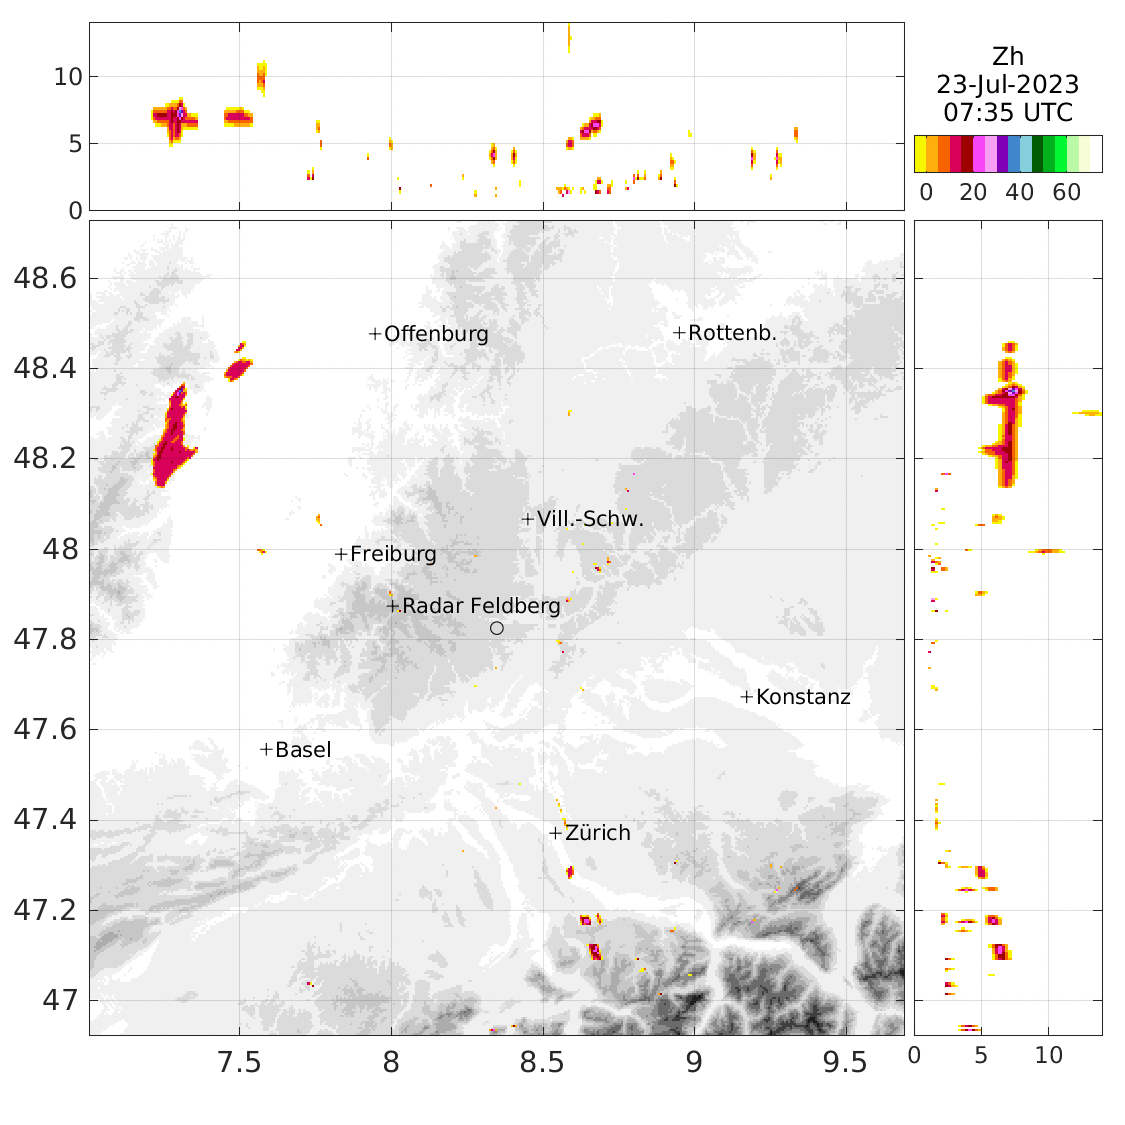 10
5
0
Zh
23-Jul-2023
07:35 UTC
0 20 40 60
48.6
48.4
48.2
48
47.8
47.6
47.4
47.2
47
Offenburg
Rottenb.
Vill.-Schw.
Freiburg
Radar Feldberg
Konstanz
Basel
Zürich
7.5 8 8.5 9 9.5
0 5 10